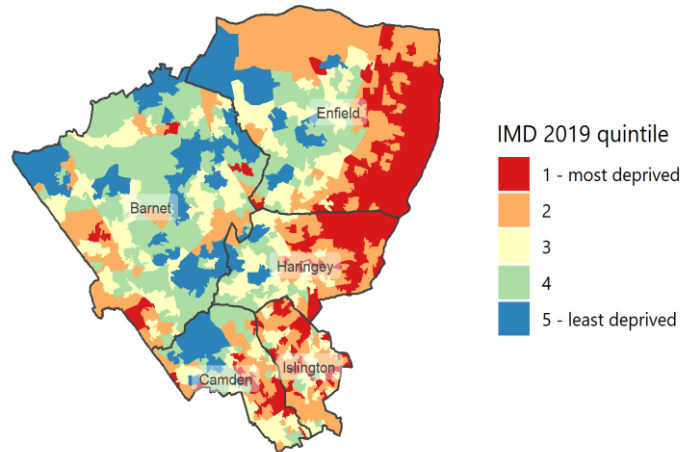 Enfield
IMD 2019 quintile
1 - most deprived
2
3
4
5 - least deprived
Barnet
Haringey
Islington
Camden